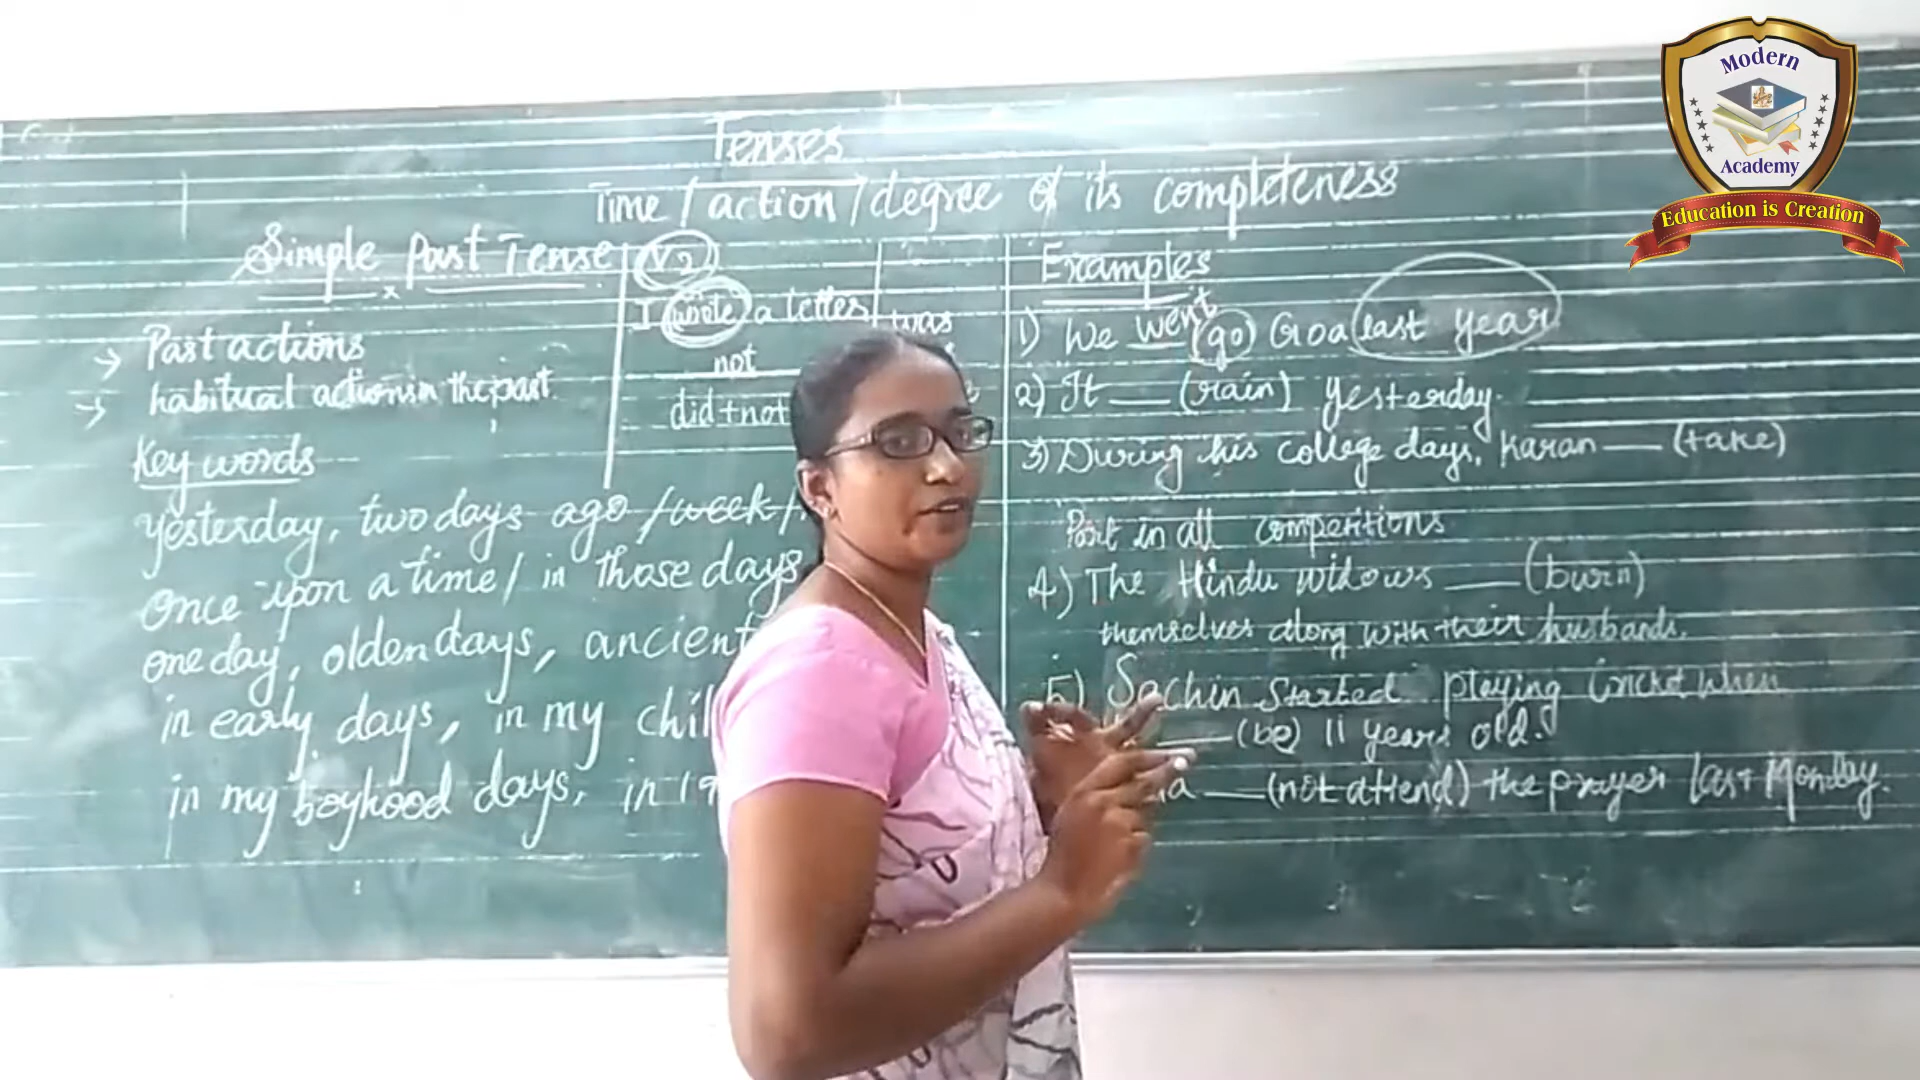 Tenses
Time / action / degree of its completeness
Simple Past Tense
V2
→ Past actions
→ habitual actions in the past.
Key words
yesterday, two days ago / week /
Once upon a time / in those days
one day, olden days, ancient
in early days, in my chil
in my boyhood days, in 19
I wrote a letter
not
did + not
was
Examples
1) We went (go) Goa last year
2) It ___ (rain) yesterday.
3) During his college days, Karan ___ (take)
Part in all competitions
4) The Hindu widows ___ (burn)
themselves along with their husbands.
5) Sachin started playing Cricket when
___ (be) 11 years old.
___ (not attend) the prayer last Monday.
Modern
Academy
Education is Creation